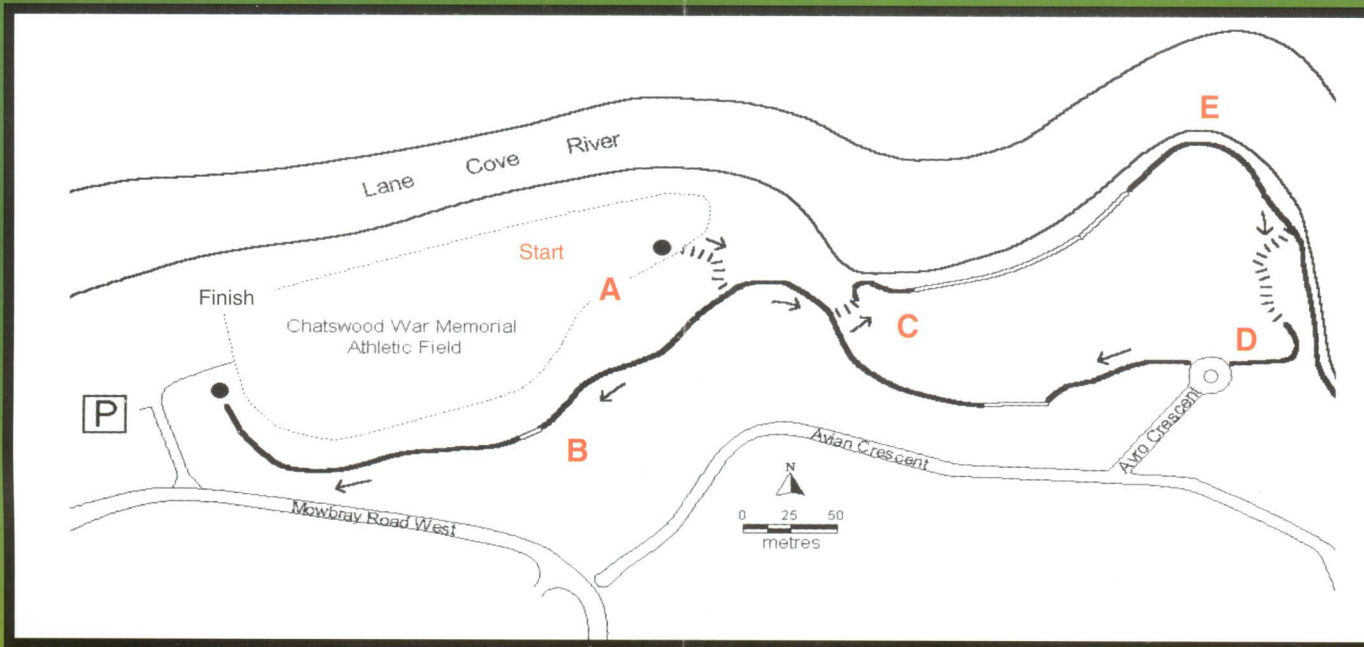 E
Lane Cove River
Start
A
Finish
C
Chatswood War Memorial
Athletic Field
D
P
B
Avian Crescent
Avro Crescent
N
Mowbray Road West
0 25 50
metres